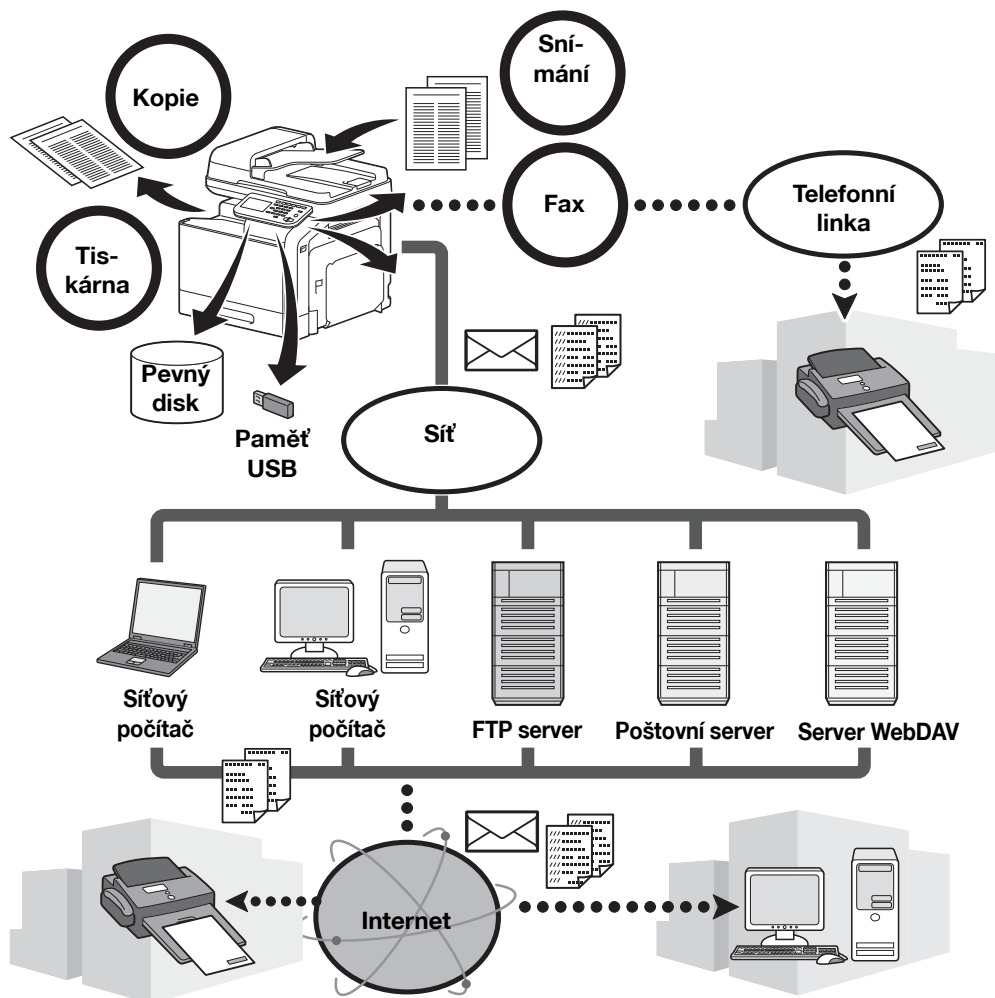 Sní-
mání
Kopie
Fax
Telefonní
linka
Tis-
kárna
Pevný
disk
Paměť
USB
Síť
Síťový
počítač
Síťový
počítač
FTP server
Poštovní server
Server WebDAV
Internet